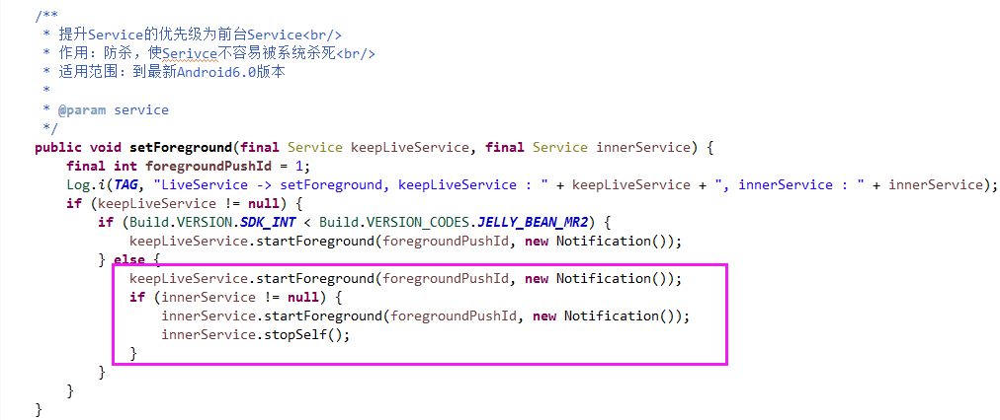 /**
 * 提升Service的优先级为前台Service<br/>
 * 作用：防杀，使Serivce不容易被系统杀死<br/>
 * 适用范围：到最新Android6.0版本
 *
 * @param service
 */
public void setForeground(final Service keepLiveService, final Service innerService) {
    final int foregroundPushId = 1;
    Log.i(TAG, "LiveService -> setForeground, keepLiveService : " + keepLiveService + ", innerService : " + innerService);
    if (keepLiveService != null) {
        if (Build.VERSION.SDK_INT < Build.VERSION_CODES.JELLY_BEAN_MR2) {
            keepLiveService.startForeground(foregroundPushId, new Notification());
        } else {
            keepLiveService.startForeground(foregroundPushId, new Notification());
            if (innerService != null) {
                innerService.startForeground(foregroundPushId, new Notification());
                innerService.stopSelf();
            }
        }
    }
}